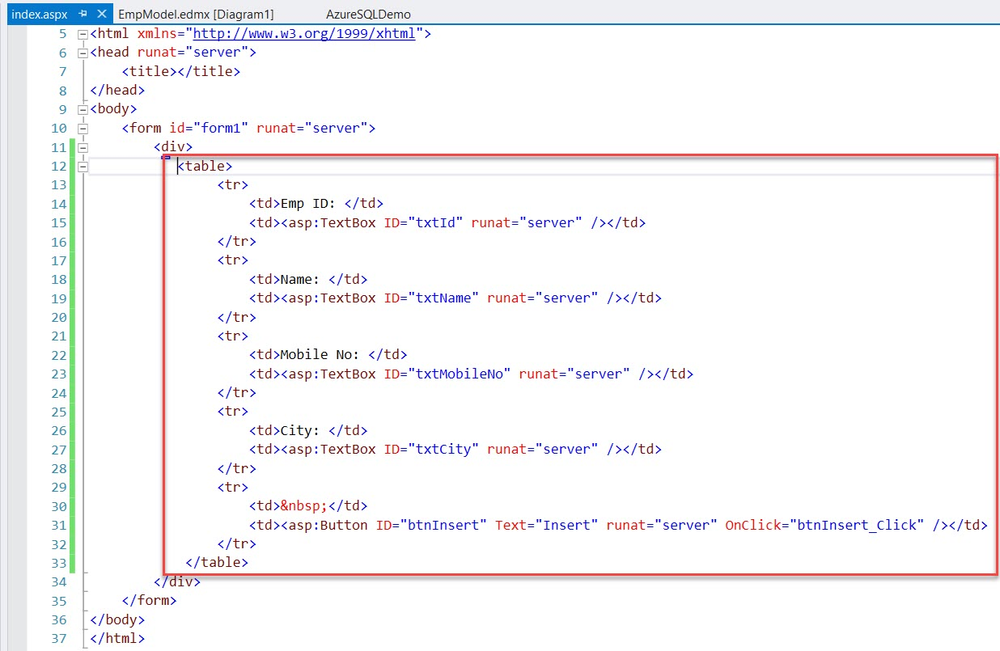 index.aspx EmpModel.edmx [Diagram1] AzureSQLDemo
5 <html xmlns="http://www.w3.org/1999/xhtml">
6 <head runat="server">
7     <title></title>
8 </head>
9 <body>
10     <form id="form1" runat="server">
11         <div>
12            <table>
13                 <tr>
14                     <td>Emp ID: </td>
15                     <td><asp:TextBox ID="txtId" runat="server" /></td>
16                 </tr>
17                 <tr>
18                     <td>Name: </td>
19                     <td><asp:TextBox ID="txtName" runat="server" /></td>
20                 </tr>
21                 <tr>
22                     <td>Mobile No: </td>
23                     <td><asp:TextBox ID="txtMobileNo" runat="server" /></td>
24                 </tr>
25                 <tr>
26                     <td>City: </td>
27                     <td><asp:TextBox ID="txtCity" runat="server" /></td>
28                 </tr>
29                 <tr>
30                     <td>&nbsp;</td>
31                     <td><asp:Button ID="btnInsert" Text="Insert" runat="server" OnClick="btnInsert_Click" /></td>
32                 </tr>
33             </table>
34         </div>
35     </form>
36 </body>
37 </html>